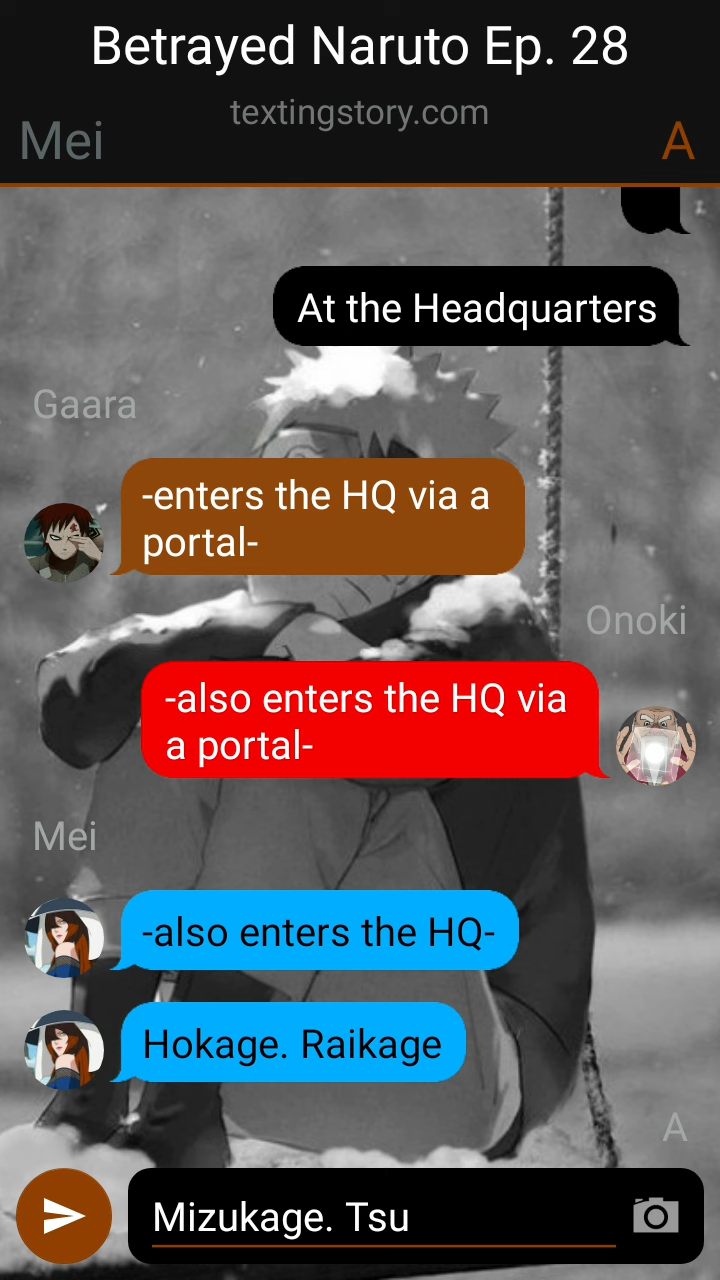 Betrayed Naruto Ep. 28
textingstory.com
Mei
A
At the Headquarters
Gaara
-enters the HQ via a
portal-
Onoki
-also enters the HQ via
a portal-
Mei
-also enters the HQ-
Hokage. Raikage
A
Mizukage. Tsu